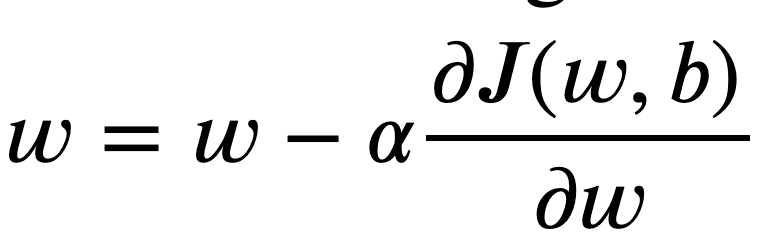 w = w − α ∂J(w, b) / ∂w